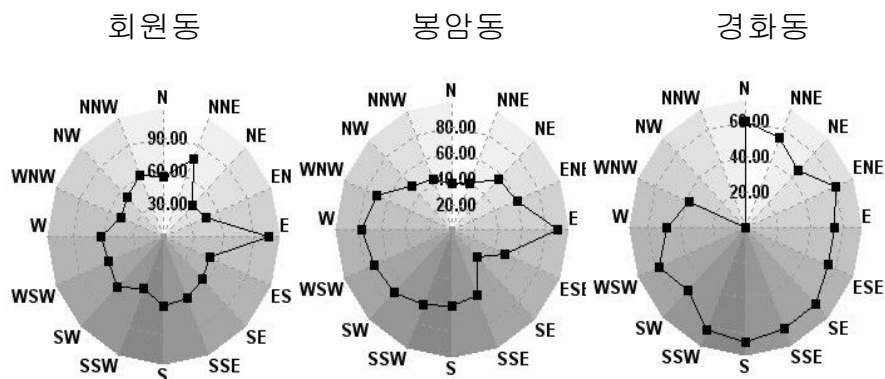 회원동 봉암동 경화동
N NNE NE EN E ES SE SSE S SSW SW WSW W WNW NW NNW 90.00 60.00 30.00
N NNE NE ENE E ESE SE SSE S SSW SW WSW W WNW NW NNW 80.00 60.00 40.00 20.00
N NNE NE ENE E ESE SE SSE S SSW SW WSW W WNW NW NNW 60.00 40.00 20.00